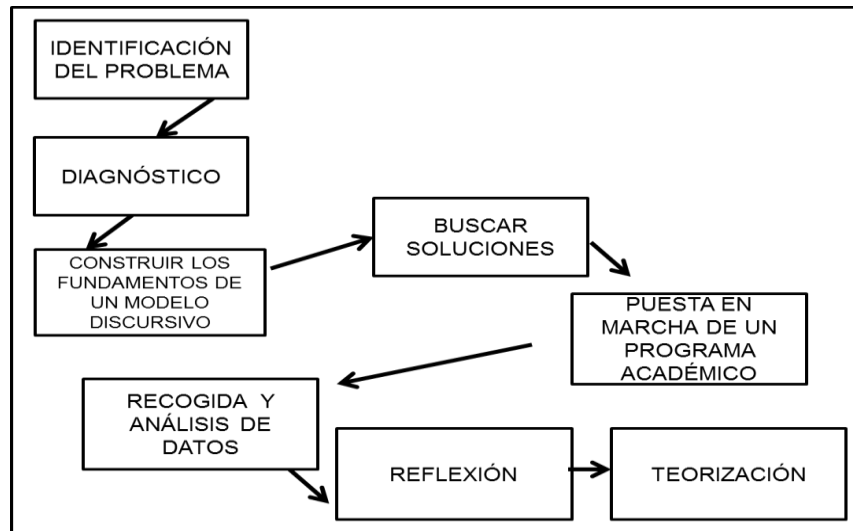 IDENTIFICACIÓN
DEL PROBLEMA
DIAGNÓSTICO
CONSTRUIR LOS
FUNDAMENTOS DE
UN MODELO
DISCURSIVO
BUSCAR
SOLUCIONES
PUESTA EN
MARCHA DE UN
PROGRAMA
ACADÉMICO
RECOGIDA Y
ANÁLISIS DE
DATOS
REFLEXIÓN
TEORIZACIÓN